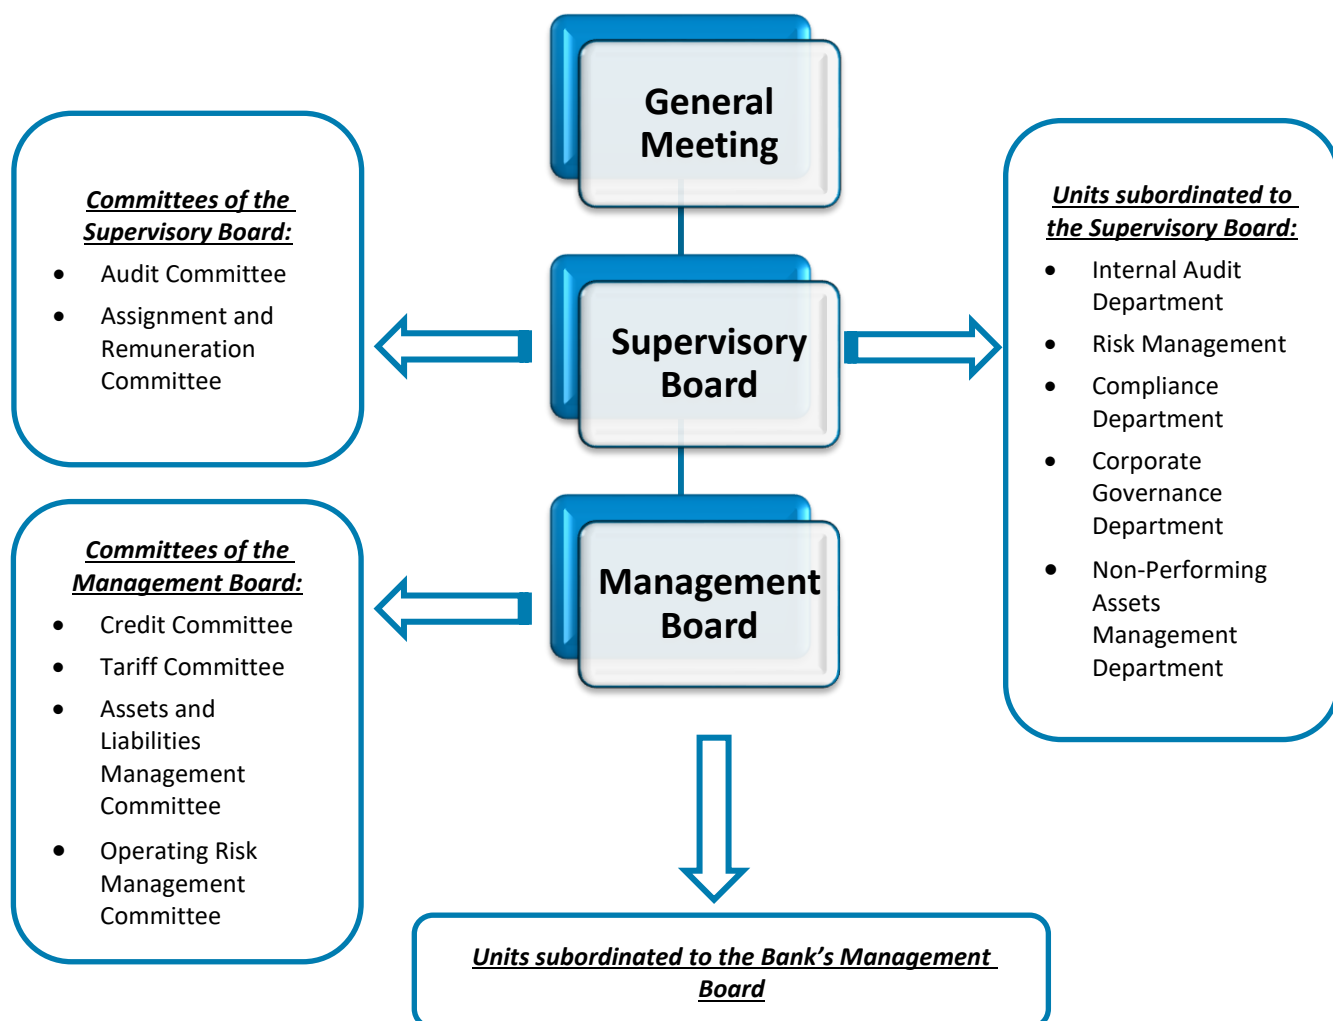 General
Meeting
Committees of the
Supervisory Board:
• Audit Committee
• Assignment and
Remuneration
Committee
Supervisory
Board
Units subordinated to
the Supervisory Board:
• Internal Audit
Department
• Risk Management
• Compliance
Department
• Corporate
Governance
Department
• Non-Performing
Assets
Management
Department
Committees of the
Management Board:
• Credit Committee
• Tariff Committee
• Assets and
Liabilities
Management
Committee
• Operating Risk
Management
Committee
Management
Board
Units subordinated to the Bank’s Management
Board